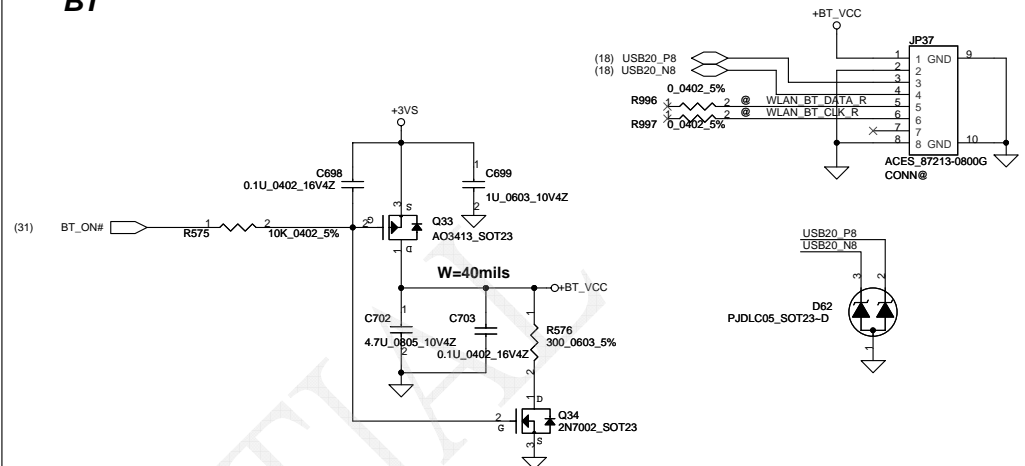 BT
+BT_VCC
JP37
(18) USB20_P8
(18) USB20_N8
1 1 GND 9
2 2
3 3
4 4
5 5
6 6
7 7
8 8 GND 10
0_0402_5%
R996 1 2 @ WLAN_BT_DATA_R
2 @ WLAN_BT_CLK_R
R997 0_0402_5%
ACES_87213-0800G
CONN@
+3VS
C698
0.1U_0402_16V4Z
1 C699
1U_0603_10V4Z
2
(31) BT_ON#
1 2
R575 10K_0402_5%
3 S
2 G
Q33
AO3413_SOT23
1 D
W=40mils
+BT_VCC
1
C702
4.7U_0805_10V4Z
2
C703
0.1U_0402_16V4Z
1
R576
300_0603_5%
2
1 D
2
G
Q34
2N7002_SOT23
3 S
USB20_P8
USB20_N8
3 2
D62
PJDLC05_SOT23~D
1
TIAL